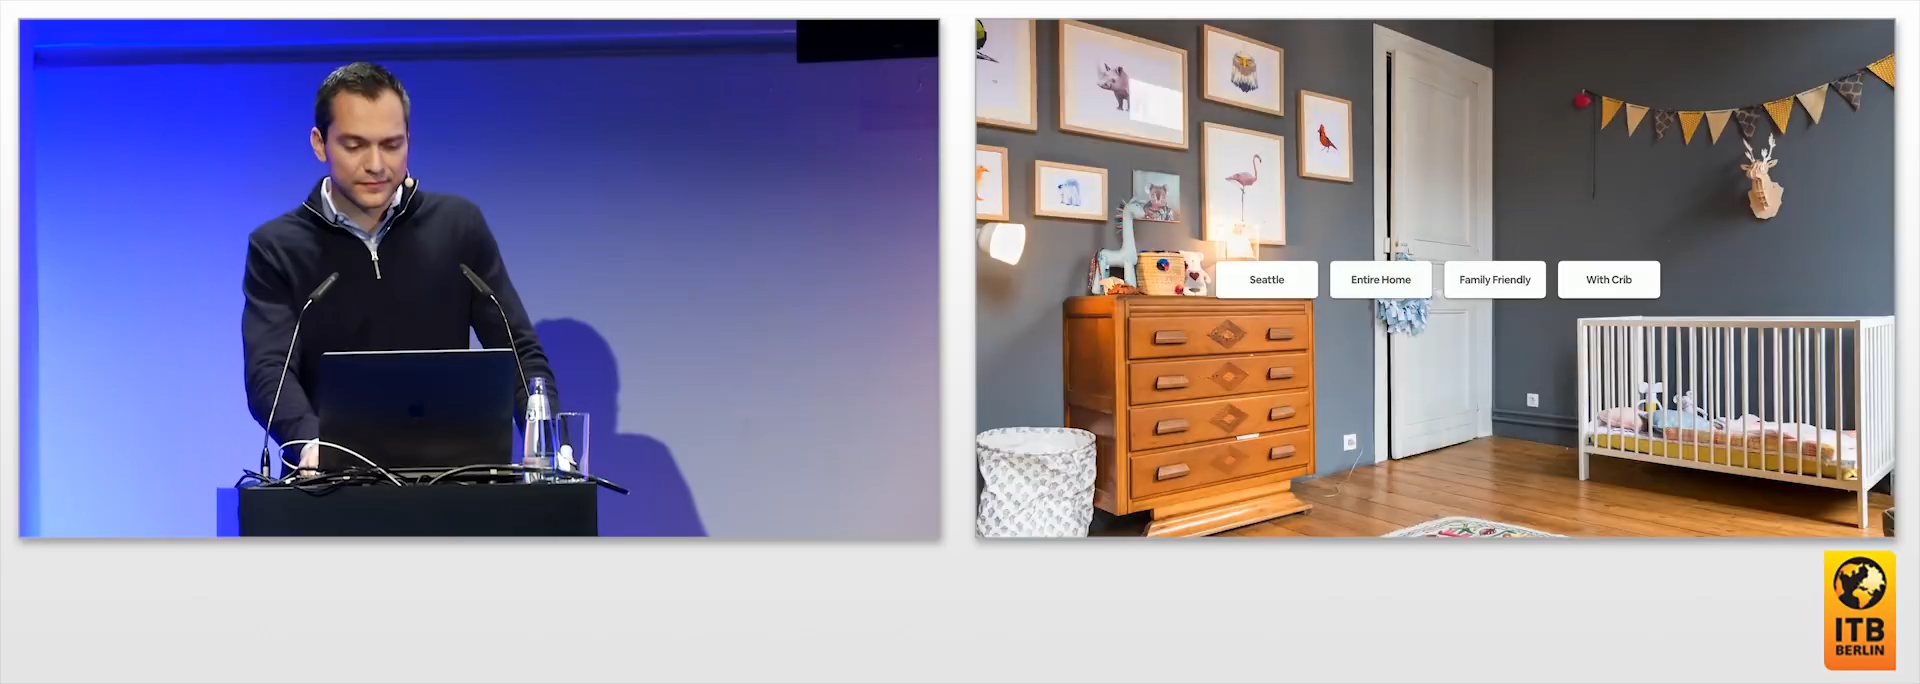 Seattle
Entire Home
Family Friendly
With Crib
ITB
BERLIN